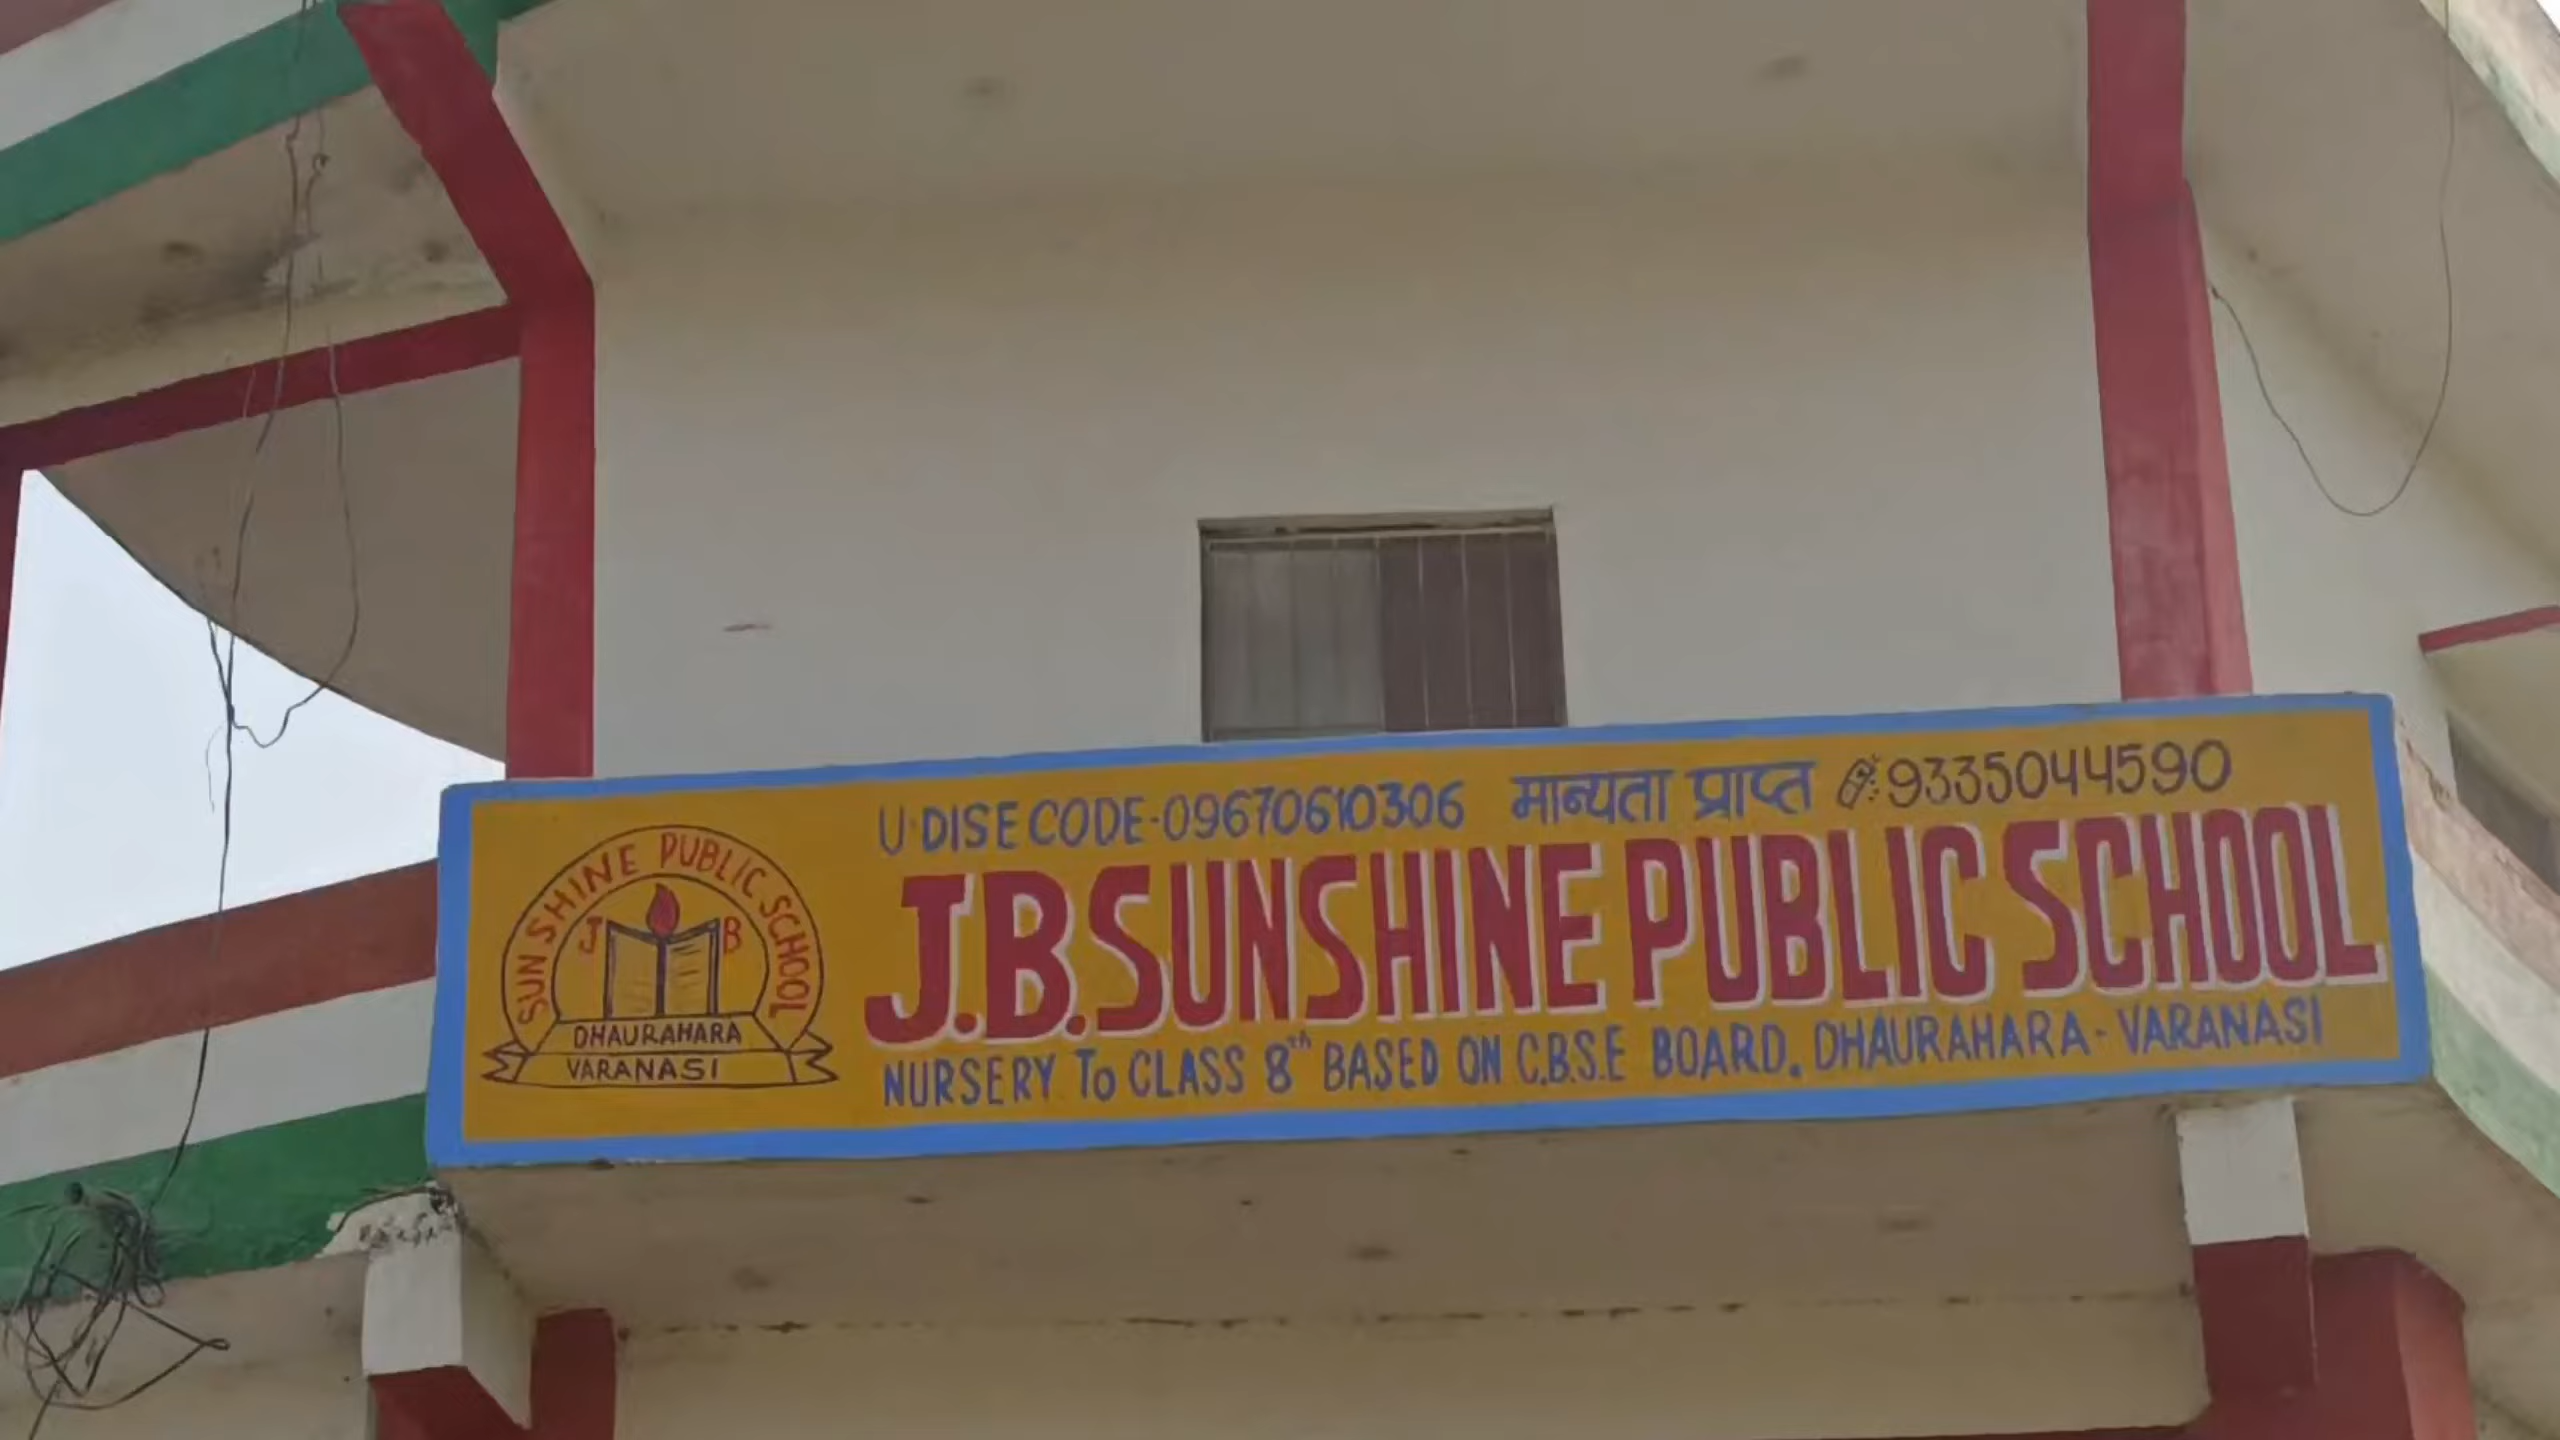 U-DISE CODE-09670610306 मान्यता प्राप्त 9335044590
J.B. SUNSHINE PUBLIC SCHOOL
NURSERY To CLASS 8th BASED ON C.B.S.E BOARD. DHAURAHARA-VARANASI
SUN SHINE PUBLIC SCHOOL
J B
DHAURAHARA
VARANASI